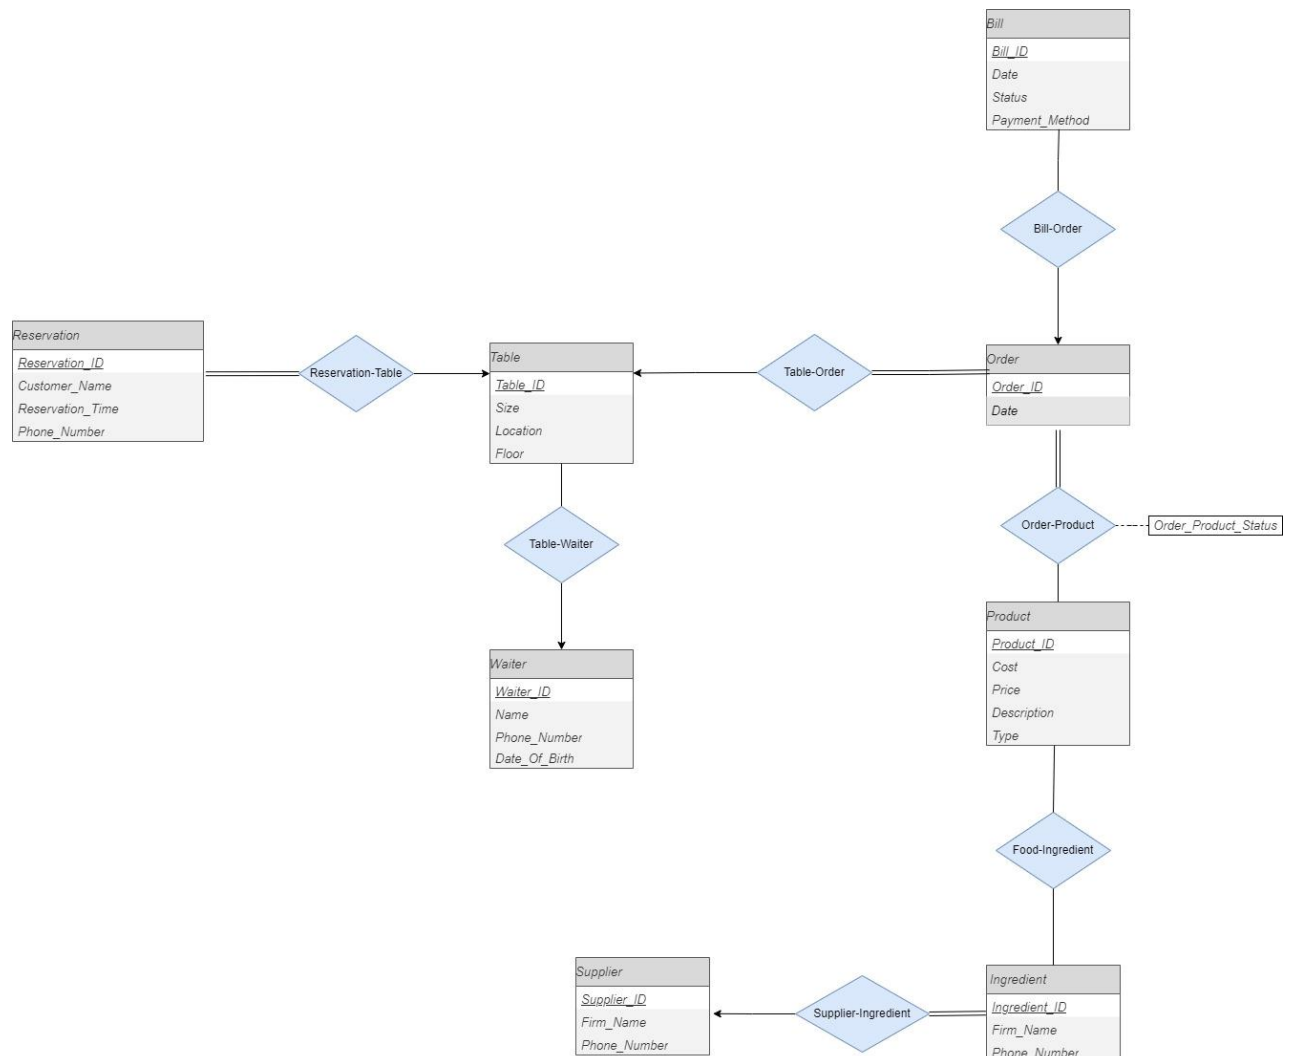 Bill
Bill_ID
Date
Status
Payment_Method
Bill-Order
Reservation
Reservation_ID
Customer_Name
Reservation_Time
Phone_Number
Reservation-Table
Table
Table_ID
Size
Location
Floor
Table-Order
Order
Order_ID
Date
Table-Waiter
Order-Product
Order_Product_Status
Waiter
Waiter_ID
Name
Phone_Number
Date_Of_Birth
Product
Product_ID
Cost
Price
Description
Type
Food-Ingredient
Supplier
Supplier_ID
Firm_Name
Phone_Number
Supplier-Ingredient
Ingredient
Ingredient_ID
Firm_Name
Phone_Number